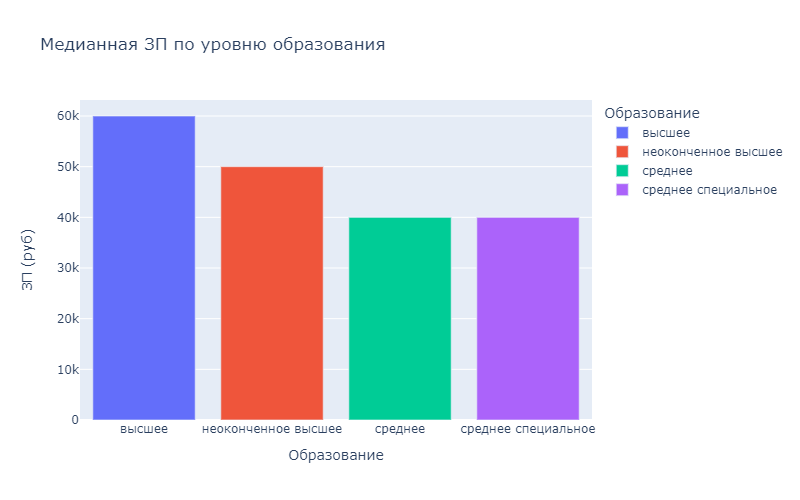 Медианная ЗП по уровню образования
60k
50k
40k
30k
20k
10k
0
ЗП (руб)
высшее
неоконченное высшее
среднее
среднее специальное
Образование
Образование
высшее
неоконченное высшее
среднее
среднее специальное